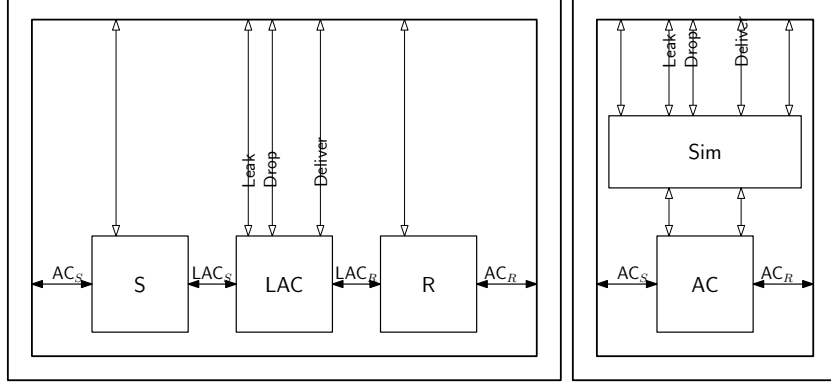 Leak
Drop
Deliver
AC_S
S
LAC_S
LAC
LAC_R
R
AC_R
Leak
Drop
Deliver
Sim
AC_S
AC
AC_R